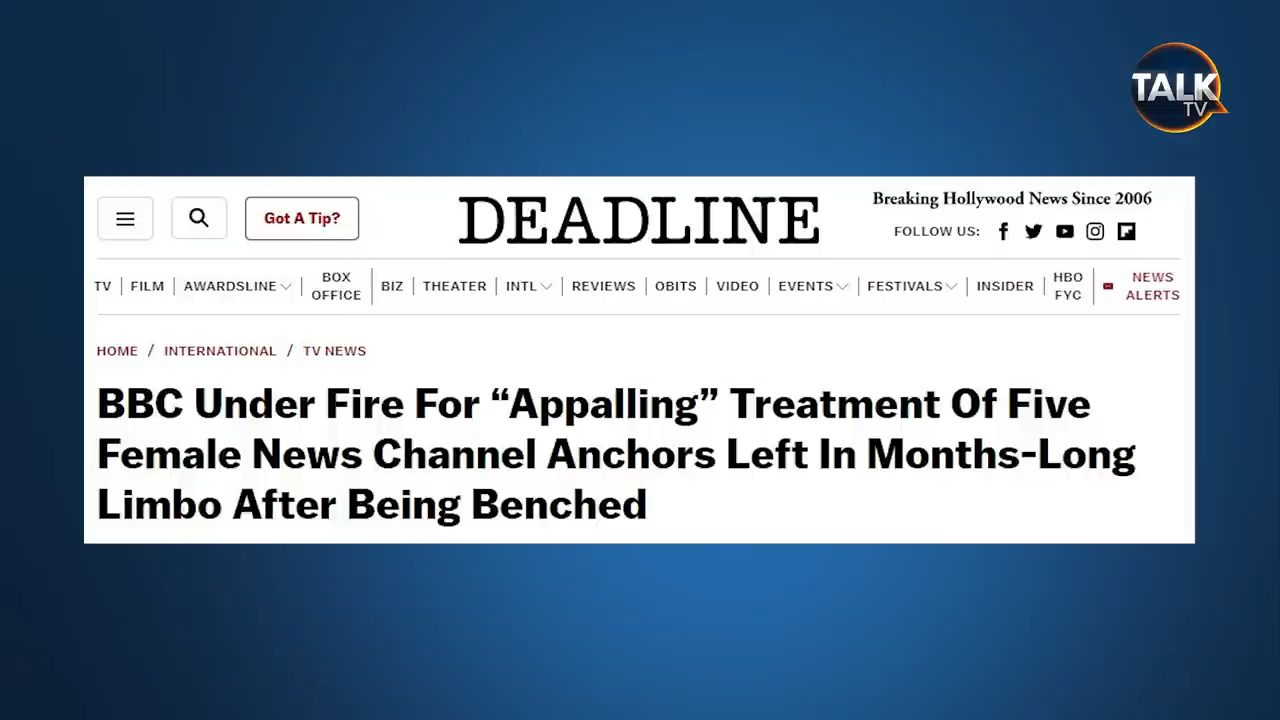 TALK
TV
Got A Tip?
DEADLINE
Breaking Hollywood News Since 2006
FOLLOW US:
TV | FILM | AWARDSLINE | BOX OFFICE | BIZ | THEATER | INTL | REVIEWS | OBITS | VIDEO | EVENTS | FESTIVALS | INSIDER | HBO FYC | NEWS ALERTS
HOME / INTERNATIONAL / TV NEWS
BBC Under Fire For “Appalling” Treatment Of Five
Female News Channel Anchors Left In Months-Long
Limbo After Being Benched